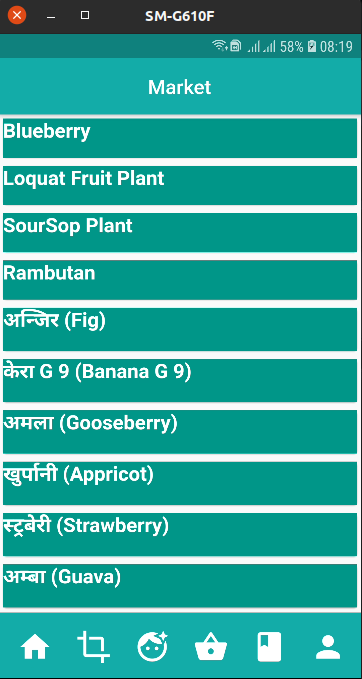 SM-G610F
58% 08:19
Market
Blueberry
Loquat Fruit Plant
SourSop Plant
Rambutan
अन्जिर (Fig)
केरा G 9 (Banana G 9)
अमला (Gooseberry)
खुर्पानी (Appricot)
स्ट्रबेरी (Strawberry)
अम्बा (Guava)